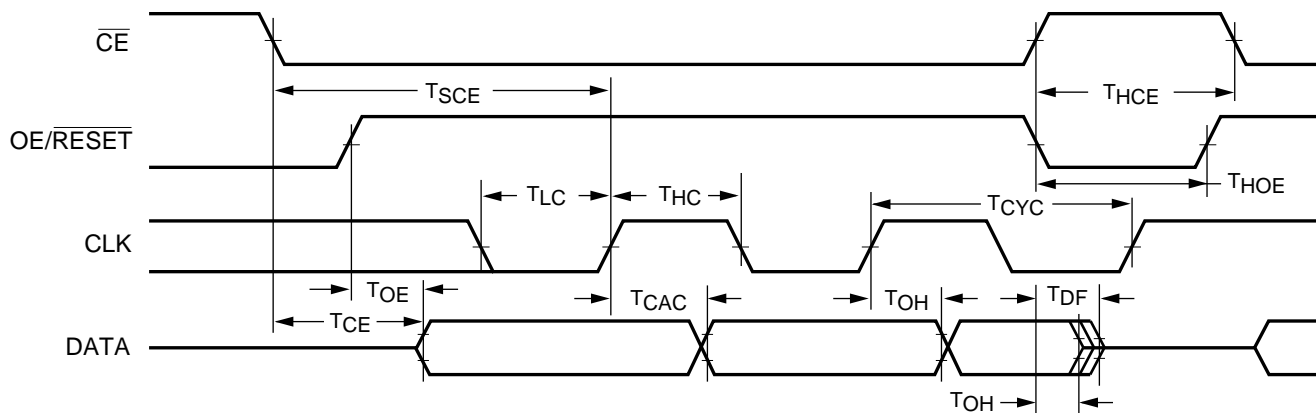 CE
TSCE
THCE
OE/RESET
TLC
THC
TCYC
THOE
CLK
TOE
TCAC
TOH
TDF
TCE
DATA
TOH